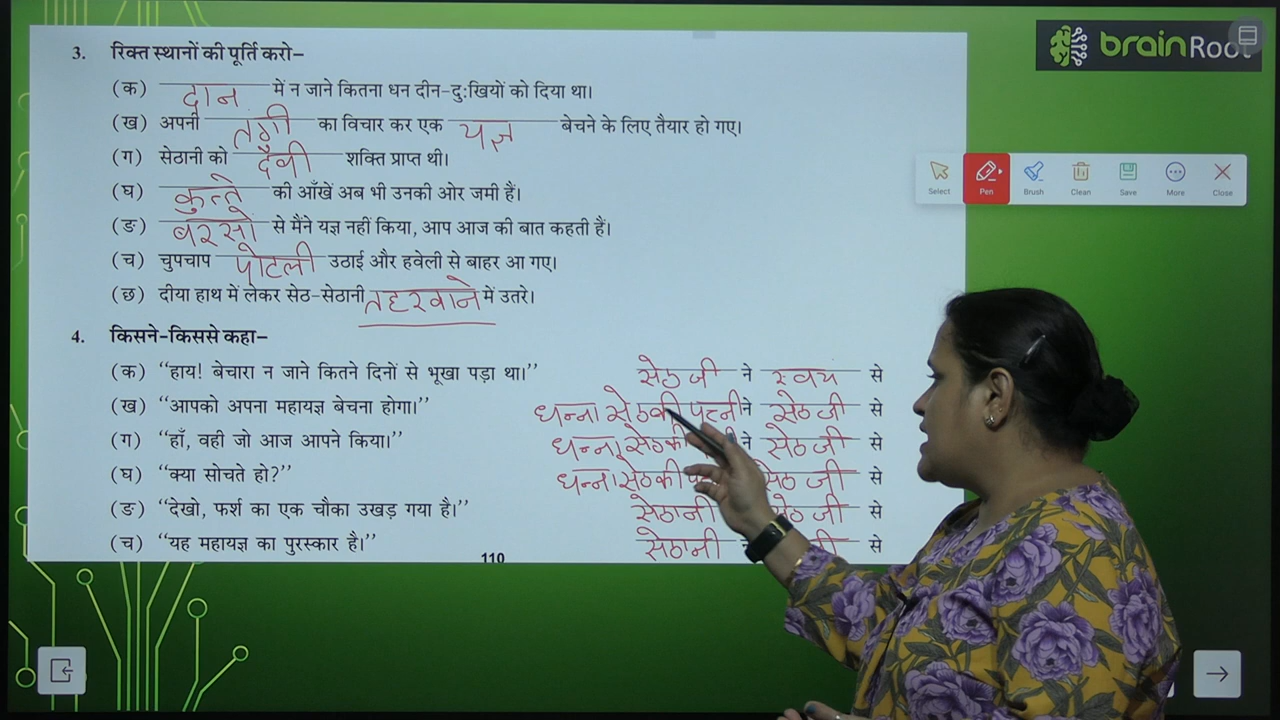 brainRoot
3. रिक्त स्थानों की पूर्ति करो–
(क) दान में न जाने कितना धन दीन-दुःखियों को दिया था।
(ख) अपनी तंगी का विचार कर एक यज्ञ बेचने के लिए तैयार हो गए।
(ग) सेठानी को दैवी शक्ति प्राप्त थी।
(घ) कुत्ते की आँखें अब भी उनकी ओर जमी हैं।
(ङ) बरसों से मैंने यज्ञ नहीं किया, आप आज की बात कहती हैं।
(च) चुपचाप पोटली उठाई और हवेली से बाहर आ गए।
(छ) दीया हाथ में लेकर सेठ-सेठानी तहखाने में उतरे।
4. किसने-किससे कहा–
(क) “हाय! बेचारा न जाने कितने दिनों से भूखा पड़ा था।” सेठ जी ने स्वयं से
(ख) “आपको अपना महायज्ञ बेचना होगा।” धन्ना सेठ की पत्नी ने सेठ जी से
(ग) “हाँ, वही जो आज आपने किया।” धन्ना सेठ की ने सेठ जी से
(घ) “क्या सोचते हो?” धन्ना सेठ की सेठ जी से
(ङ) “देखो, फर्श का एक चौका उखड़ गया है।” सेठानी सेठ जी से
(च) “यह महायज्ञ का पुरस्कार है।” सेठानी जी से
110
Select Pen Brush Clean Save More Close